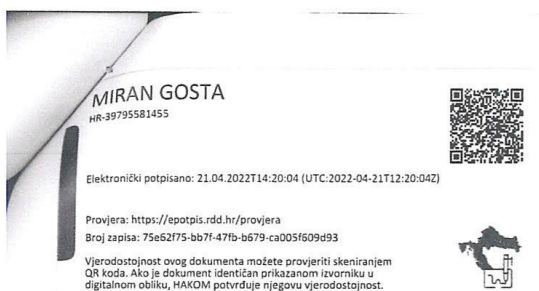 MIRAN GOSTA
HR-39795581455
Elektronički potpisano: 21.04.2022T14:20:04 (UTC:2022-04-21T12:20:04Z)
Provjera: https://epotpis.rdd.hr/provjera
Broj zapisa: 75e62f75-bb7f-47fb-b679-ca005f609d93
Vjerodostojnost ovog dokumenta možete provjeriti skeniranjem
QR koda. Ako je dokument identičan prikazanom izvorniku u
digitalnom obliku, HAKOM potvrđuje njegovu vjerodostojnost.